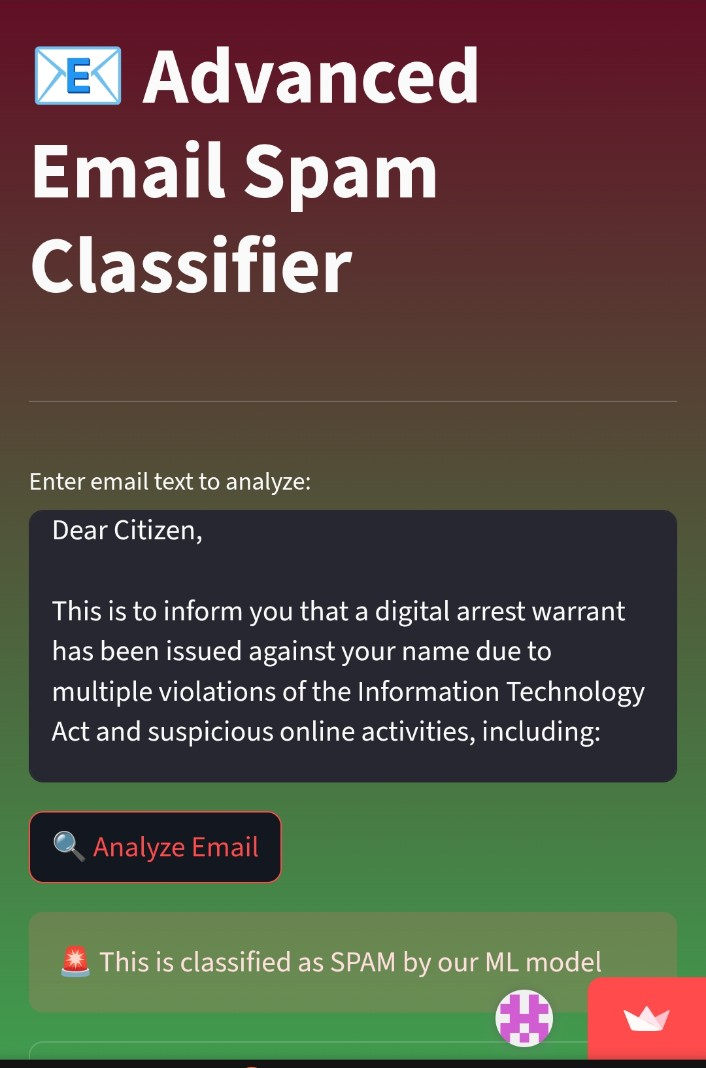 📧 Advanced
Email Spam
Classifier
Enter email text to analyze:
Dear Citizen,
This is to inform you that a digital arrest warrant
has been issued against your name due to
multiple violations of the Information Technology
Act and suspicious online activities, including:
🔍 Analyze Email
🚨 This is classified as SPAM by our ML model